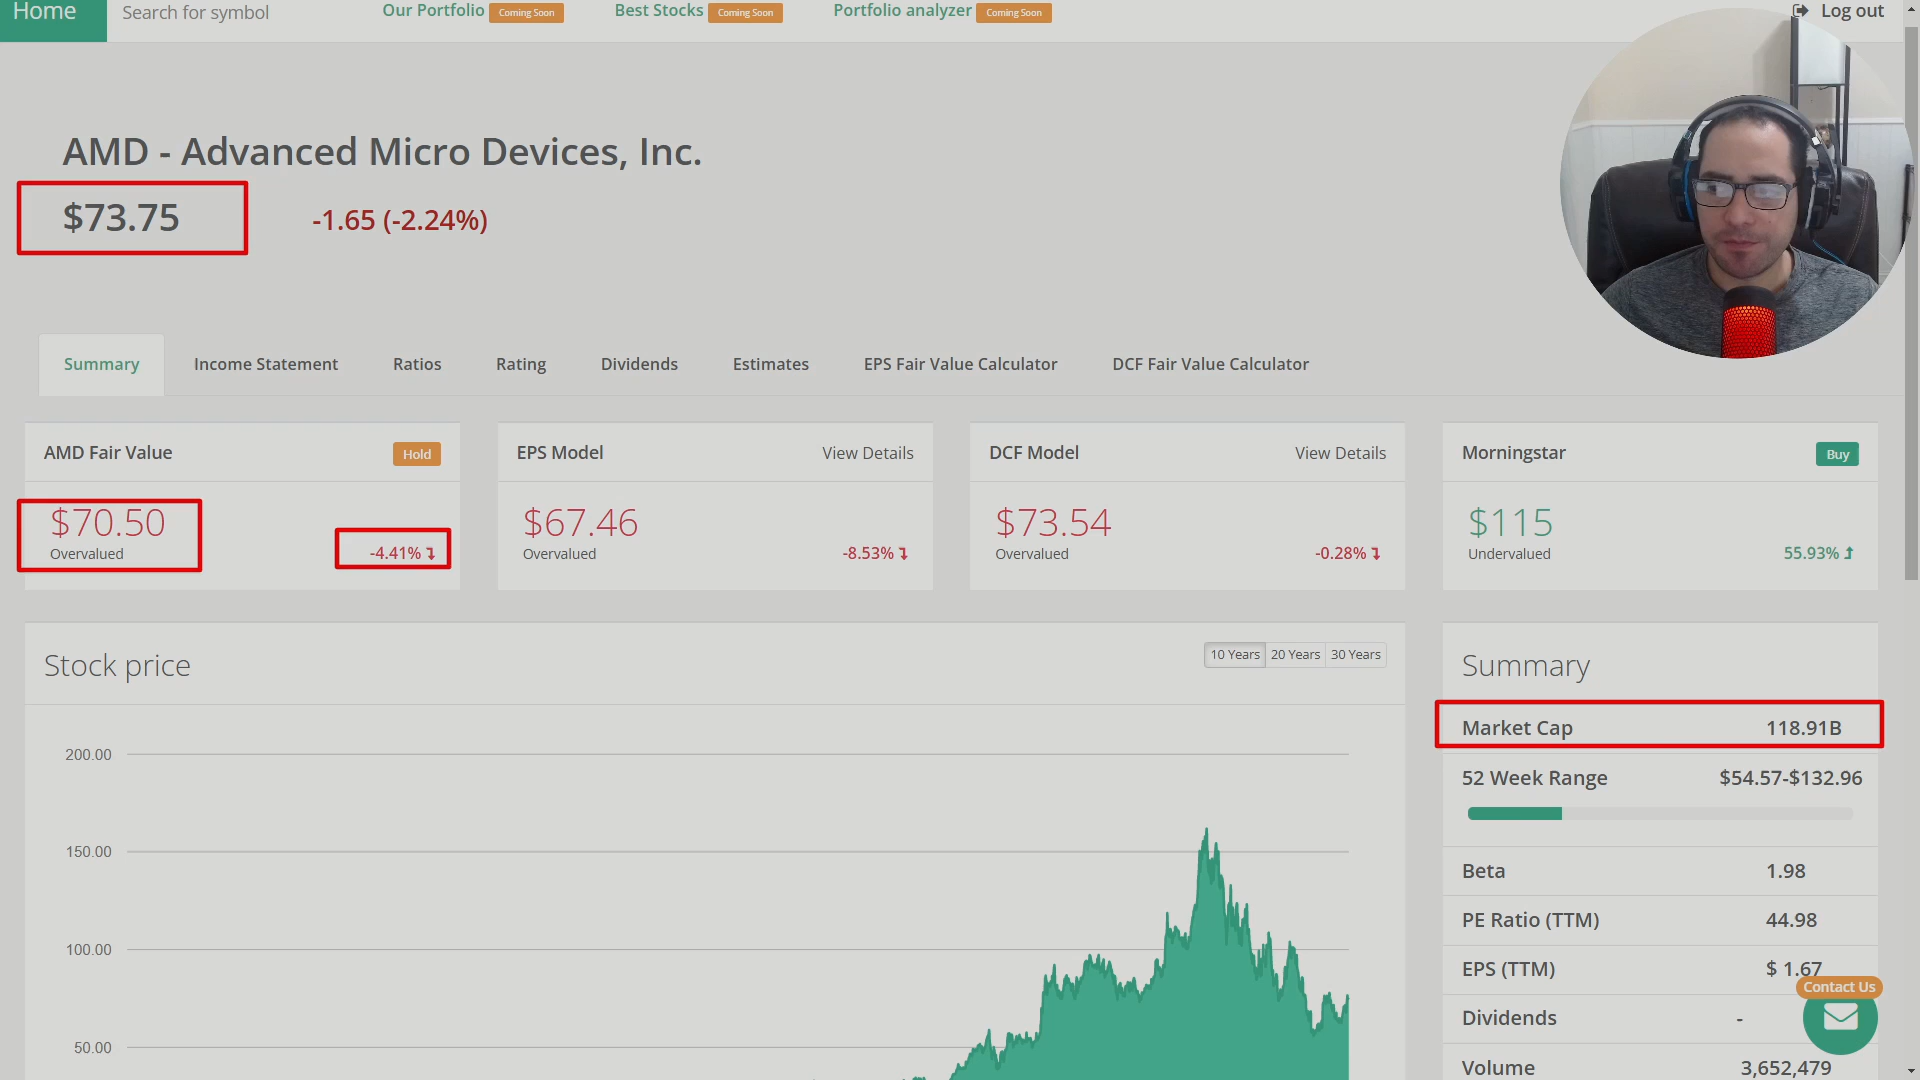 Home
Search for symbol
Our Portfolio Coming Soon
Best Stocks Coming Soon
Portfolio analyzer Coming Soon
Log out
AMD - Advanced Micro Devices, Inc.
$73.75
-1.65 (-2.24%)
Summary
Income Statement
Ratios
Rating
Dividends
Estimates
EPS Fair Value Calculator
DCF Fair Value Calculator
AMD Fair Value
Hold
$70.50
Overvalued
-4.41%
EPS Model
View Details
$67.46
Overvalued
-8.53%
DCF Model
View Details
$73.54
Overvalued
-0.28%
Morningstar
Buy
$115
Undervalued
55.93%
Stock price
10 Years 20 Years 30 Years
200.00
150.00
100.00
50.00
Summary
Market Cap 118.91B
52 Week Range $54.57-$132.96
Beta 1.98
PE Ratio (TTM) 44.98
EPS (TTM) $ 1.67
Contact Us
Dividends -
Volume 3,652,479